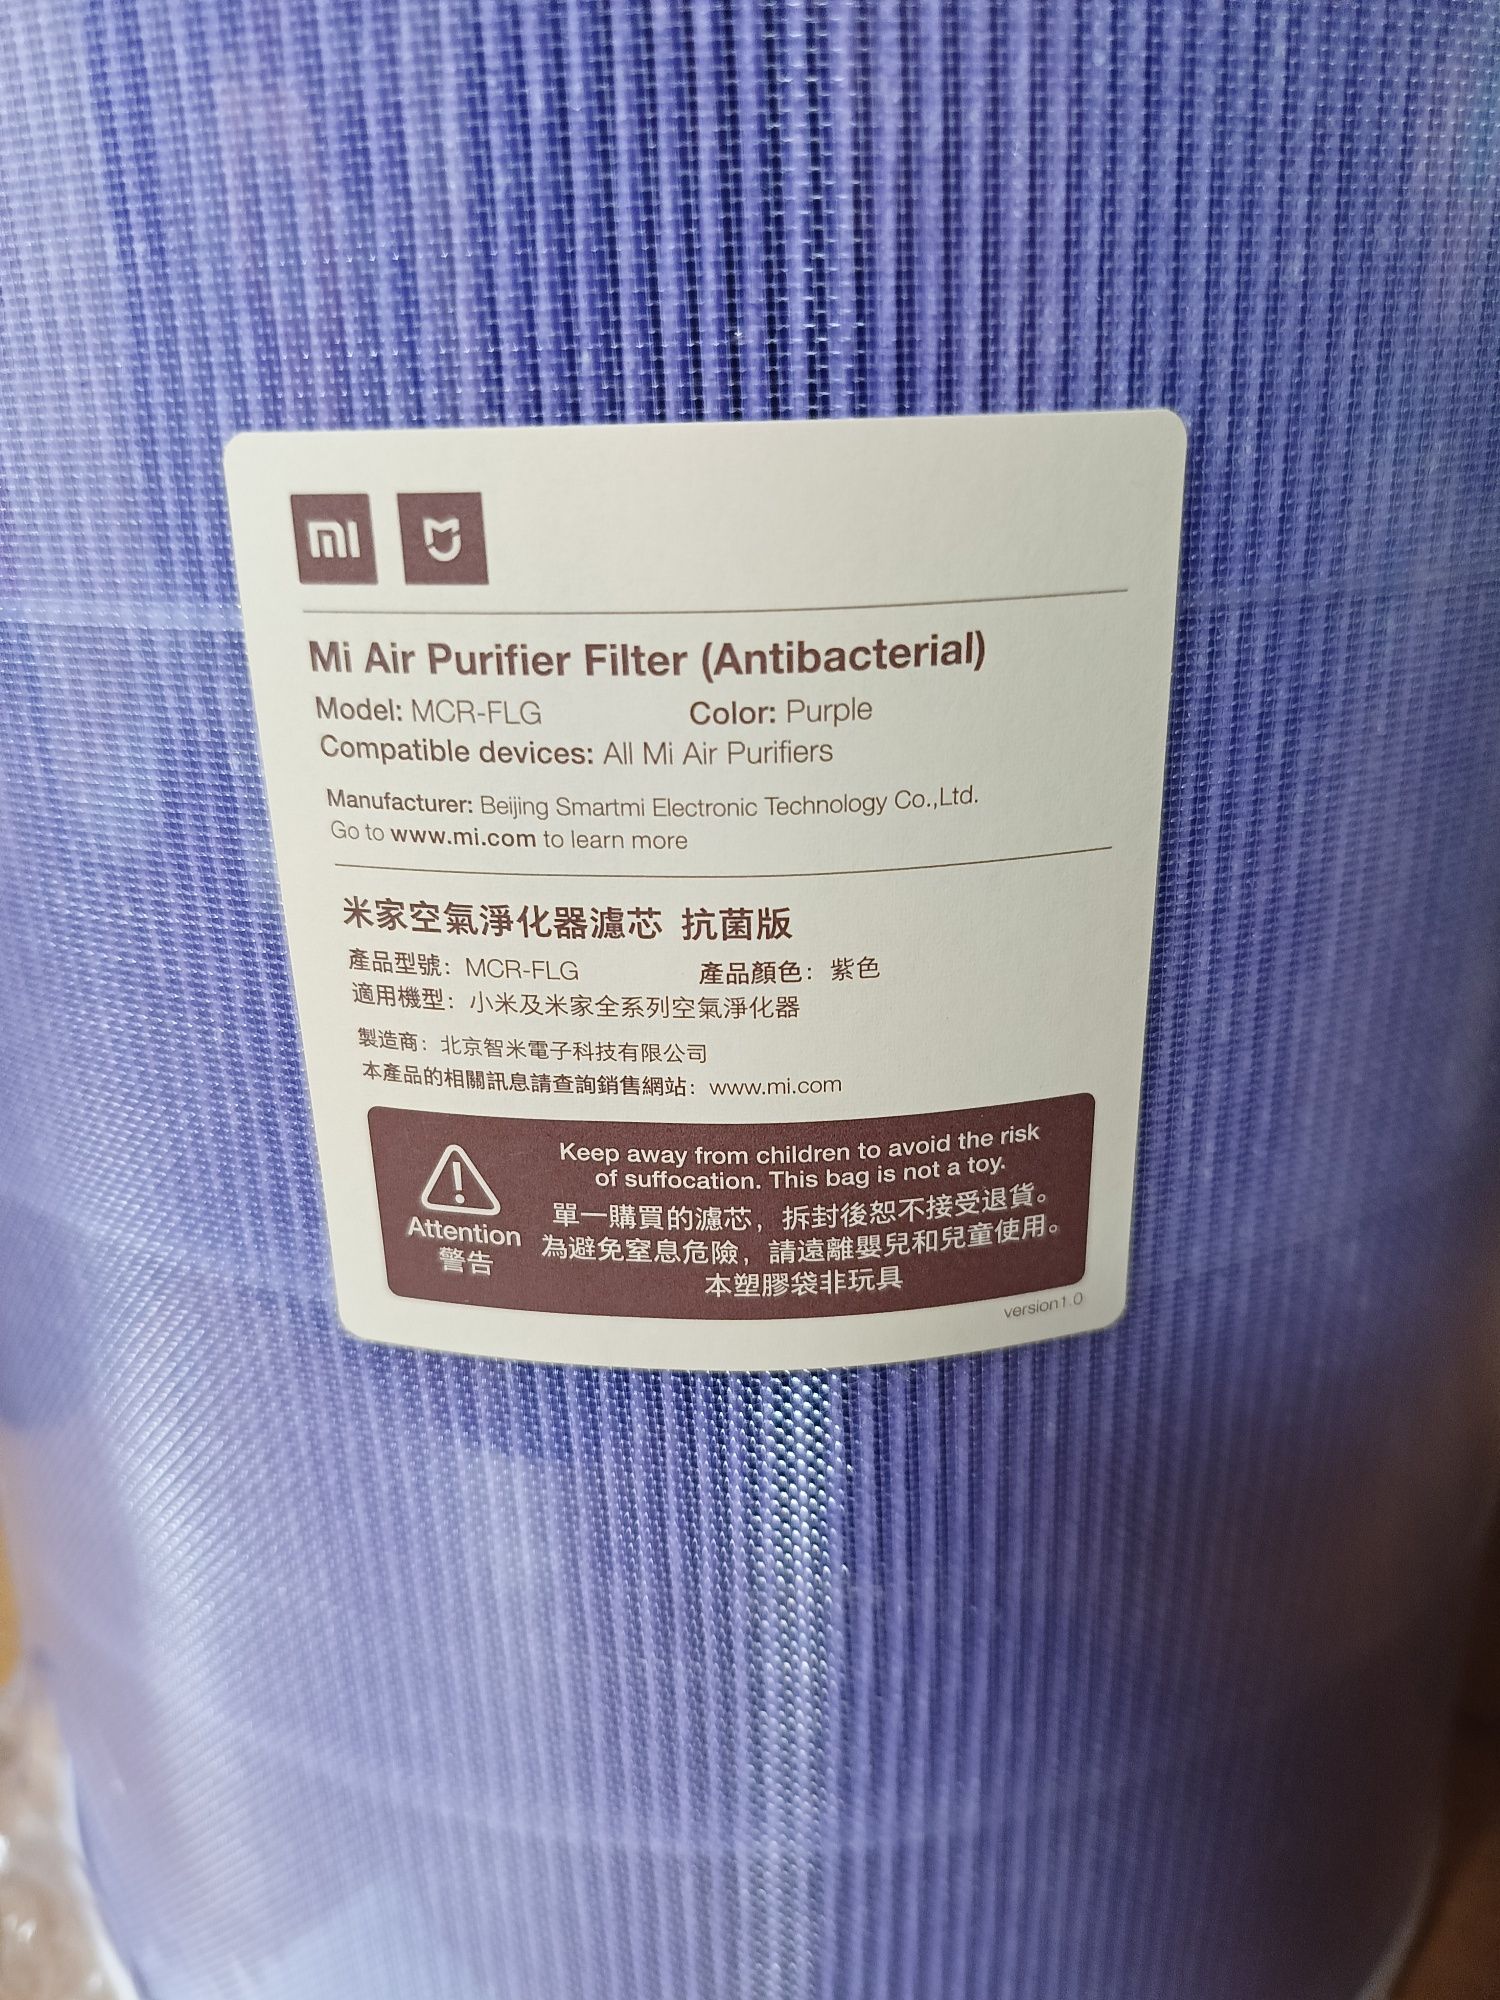 mi
Mi Air Purifier Filter (Antibacterial)
Model: MCR-FLG Color: Purple
Compatible devices: All Mi Air Purifiers
Manufacturer: Beijing Smartmi Electronic Technology Co.,Ltd.
Go to www.mi.com to learn more
米家空氣淨化器濾芯 抗菌版
產品型號：MCR-FLG 產品顏色：紫色
適用機型：小米及米家全系列空氣淨化器
製造商：北京智米電子科技有限公司
本產品的相關訊息請查詢銷售網站：www.mi.com
Attention
警告
Keep away from children to avoid the risk
of suffocation. This bag is not a toy.
單一購買的濾芯，拆封後恕不接受退貨。
為避免窒息危險，請遠離嬰兒和兒童使用。
本塑膠袋非玩具
version1.0